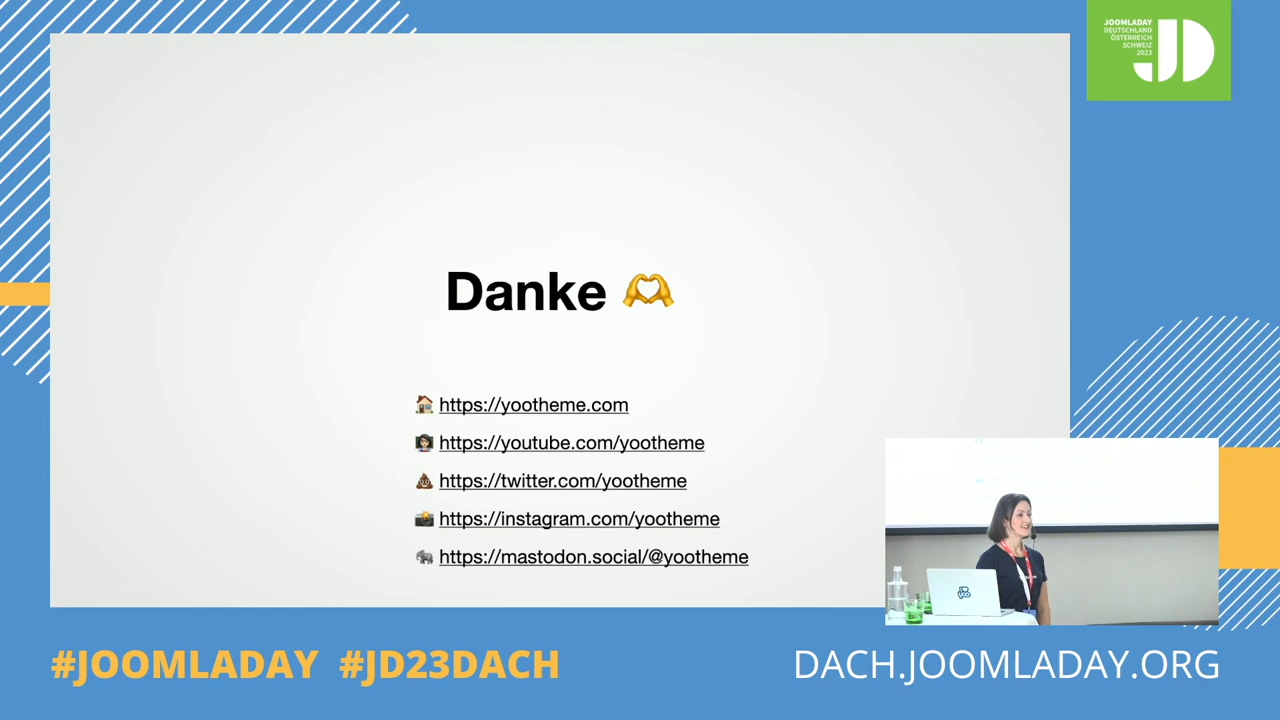 JOOMLADAY
DEUTSCHLAND
ÖSTERREICH
SCHWEIZ
2023
JD
Danke 🫶
🏠 https://yootheme.com
👩🏻‍🏫 https://youtube.com/yootheme
💩 https://twitter.com/yootheme
📸 https://instagram.com/yootheme
🐘 https://mastodon.social/@yootheme
#JOOMLADAY #JD23DACH
DACH.JOOMLADAY.ORG